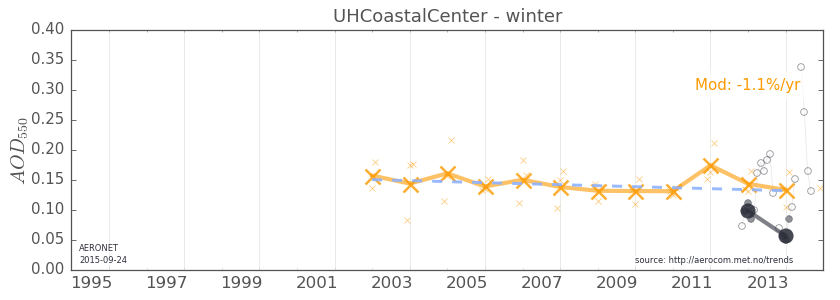 UHCoastalCenter - winter
0.40
0.35
0.30
0.25
0.20
0.15
0.10
0.05
0.00
AOD550
Mod: -1.1%/yr
AERONET
2015-09-24
source: http://aerocom.met.no/trends
1995 1997 1999 2001 2003 2005 2007 2009 2011 2013